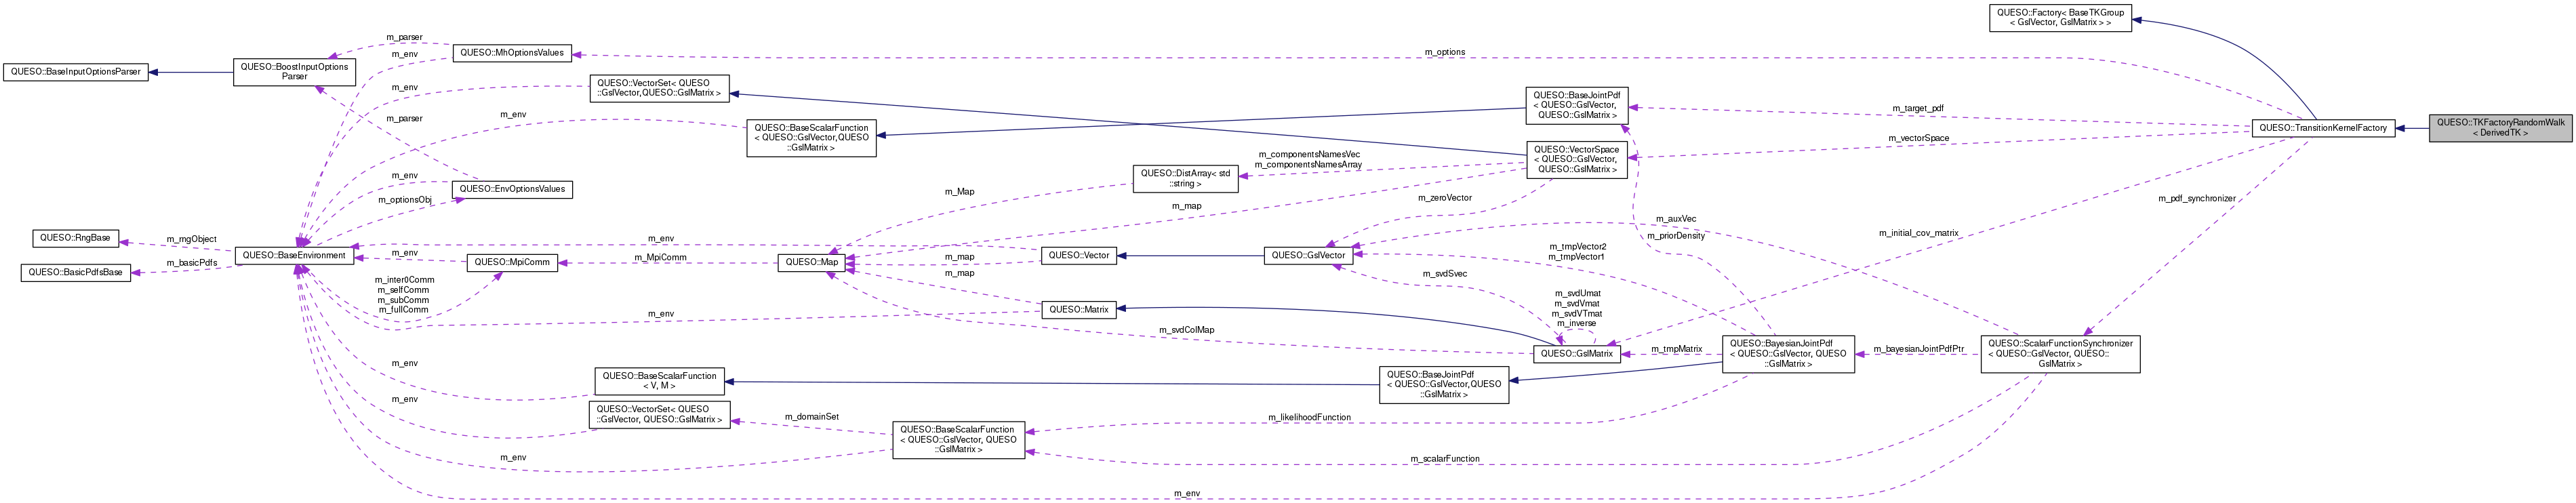 QUESO::Factory< BaseTKGroup
< GslVector, GslMatrix > >
m_parser
m_env
QUESO::MhOptionsValues
m_options
QUESO::BaseInputOptionsParser
QUESO::BoostInputOptions
Parser
m_env
QUESO::VectorSet< QUESO
::GslVector,QUESO::GslMatrix >
QUESO::BaseJointPdf
< QUESO::GslVector,
QUESO::GslMatrix >
m_target_pdf
m_parser
m_env
QUESO::BaseScalarFunction
< QUESO::GslVector,QUESO
::GslMatrix >
QUESO::TransitionKernelFactory
QUESO::TKFactoryRandomWalk
< DerivedTK >
m_vectorSpace
QUESO::VectorSpace
< QUESO::GslVector,
QUESO::GslMatrix >
m_componentsNamesVec
m_componentsNamesArray
QUESO::DistArray< std
::string >
m_env
QUESO::EnvOptionsValues
m_optionsObj
m_Map
m_map
m_zeroVector
m_auxVec
m_priorDensity
m_pdf_synchronizer
m_initial_cov_matrix
QUESO::RngBase
m_rngObject
QUESO::BasicPdfsBase
m_basicPdfs
QUESO::BaseEnvironment
m_env
QUESO::MpiComm
m_env
m_MpiComm
QUESO::Map
m_map
m_map
QUESO::Vector
QUESO::GslVector
m_tmpVector2
m_tmpVector1
m_svdSvec
m_inter0Comm
m_selfComm
m_subComm
m_fullComm
m_env
QUESO::Matrix
m_svdColMap
m_svdUmat
m_svdVmat
m_svdVTmat
m_inverse
QUESO::GslMatrix
m_tmpMatrix
QUESO::BayesianJointPdf
< QUESO::GslVector, QUESO
::GslMatrix >
m_bayesianJointPdfPtr
QUESO::ScalarFunctionSynchronizer
< QUESO::GslVector, QUESO::
GslMatrix >
m_env
QUESO::BaseScalarFunction
< V, M >
QUESO::BaseJointPdf
< QUESO::GslVector,QUESO
::GslMatrix >
m_env
QUESO::VectorSet< QUESO
::GslVector, QUESO::GslMatrix >
m_domainSet
m_likelihoodFunction
QUESO::BaseScalarFunction
< QUESO::GslVector, QUESO
::GslMatrix >
m_env
m_scalarFunction
m_env